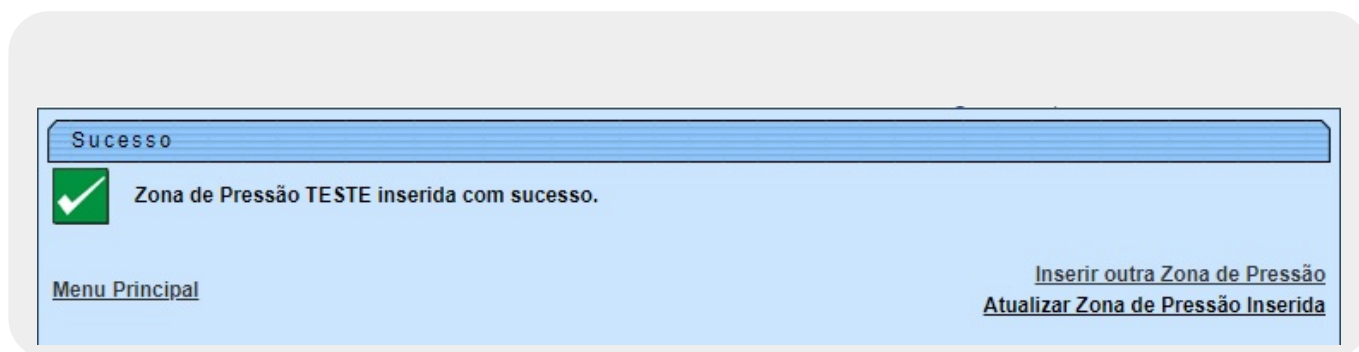 Sucesso
Zona de Pressão TESTE inserida com sucesso.
Inserir outra Zona de Pressão
Menu Principal
Atualizar Zona de Pressão Inserida